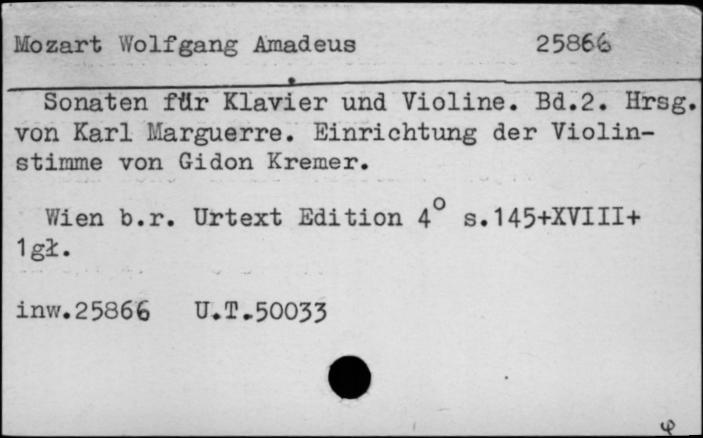 Mozart Wolfgang Amadeus 25866
Sonaten für Klavier und Violine. Bd.2. Hrsg.
von Karl Marguerre. Einrichtung der Violin-
stimme von Gidon Kremer.
Wien b.r. Urtext Edition 4° s.145+XVIII+
1gł.
inw.25866 U.T.50033
φ